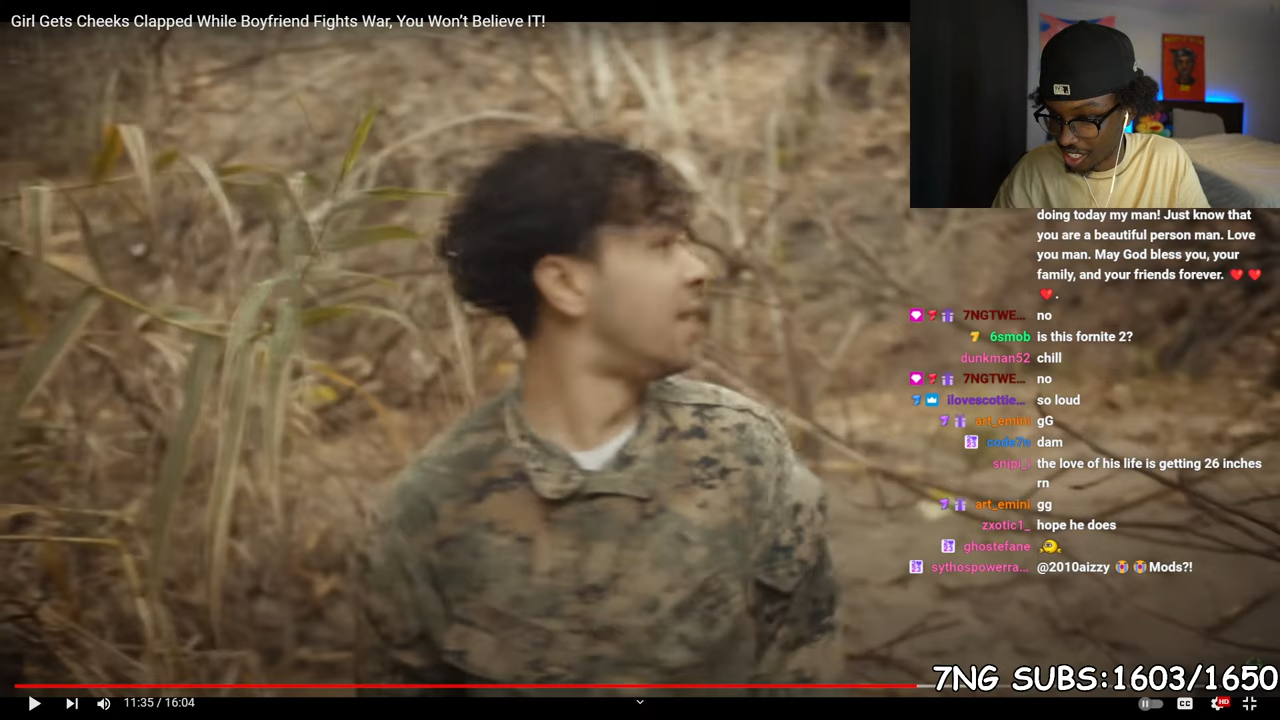 Girl Gets Cheeks Clapped While Boyfriend Fights War, You Won’t Believe IT!
doing today my man! Just know that
you are a beautiful person man. Love
you man. May God bless you, your
family, and your friends forever. ❤️ ❤️
❤️ .
7NGTWE... no
6smob is this fornite 2?
dunkman52 chill
7NGTWE... no
ilovescottie... so loud
art_emini gG
code7u dam
snipi_i the love of his life is getting 26 inches
rn
art_emini gg
zxotic1_ hope he does
ghostefane
sythospowerra... @2010aizzy 😭 😭 Mods?!
7NG SUBS:1603/1650
11:35 / 16:04
CC
HD